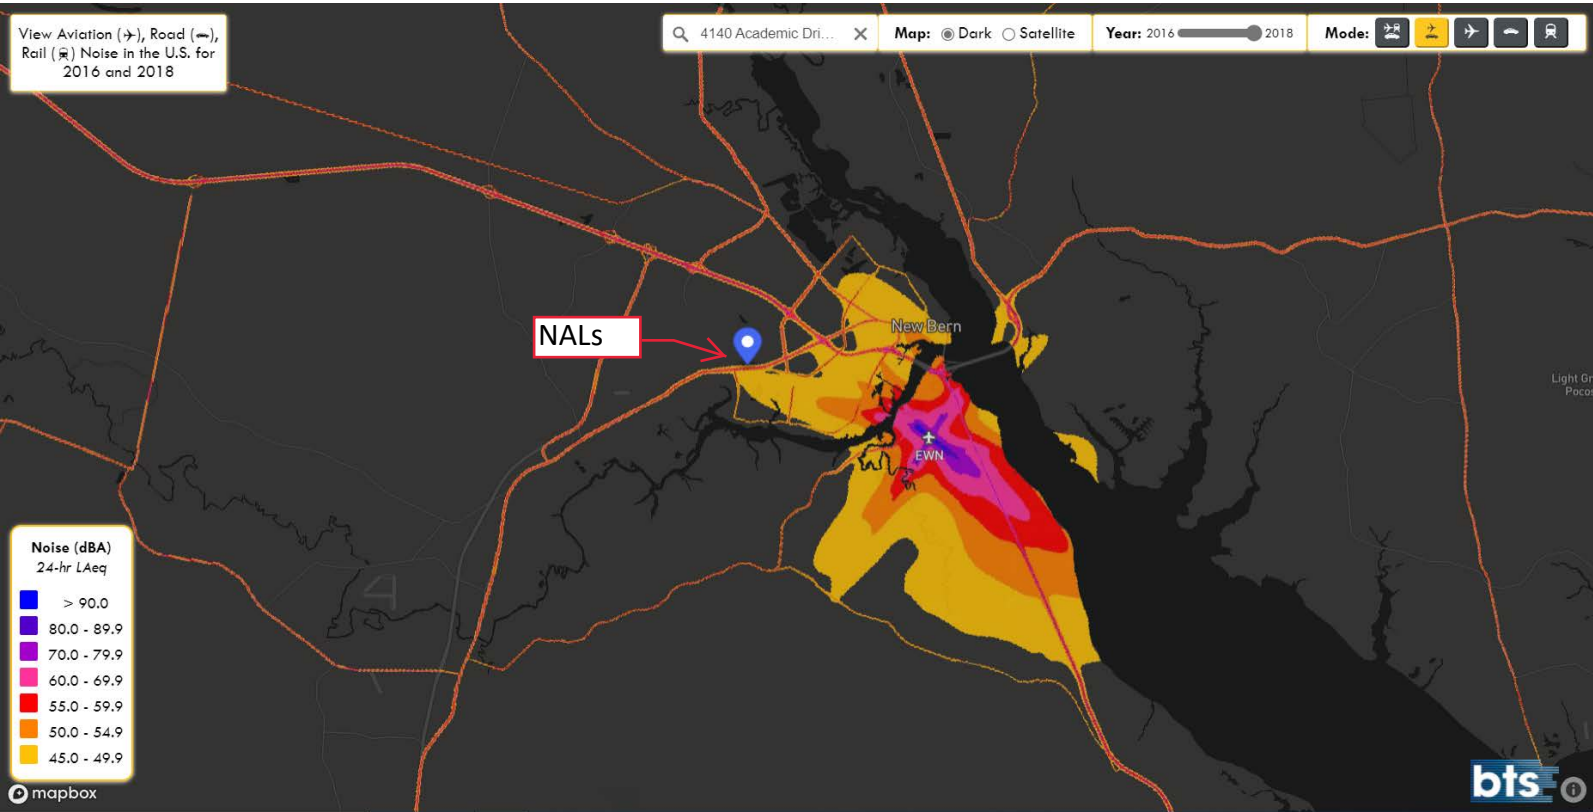 View Aviation (✈), Road (🚗),
Rail (🚆) Noise in the U.S. for
2016 and 2018
4140 Academic Dri...
Map: Dark Satellite
Year: 2016 2018
Mode:
NALs
New Bern
EWN
Light Gr
Pocos
Noise (dBA)
24-hr LAeq
> 90.0
80.0 - 89.9
70.0 - 79.9
60.0 - 69.9
55.0 - 59.9
50.0 - 54.9
45.0 - 49.9
mapbox
bts